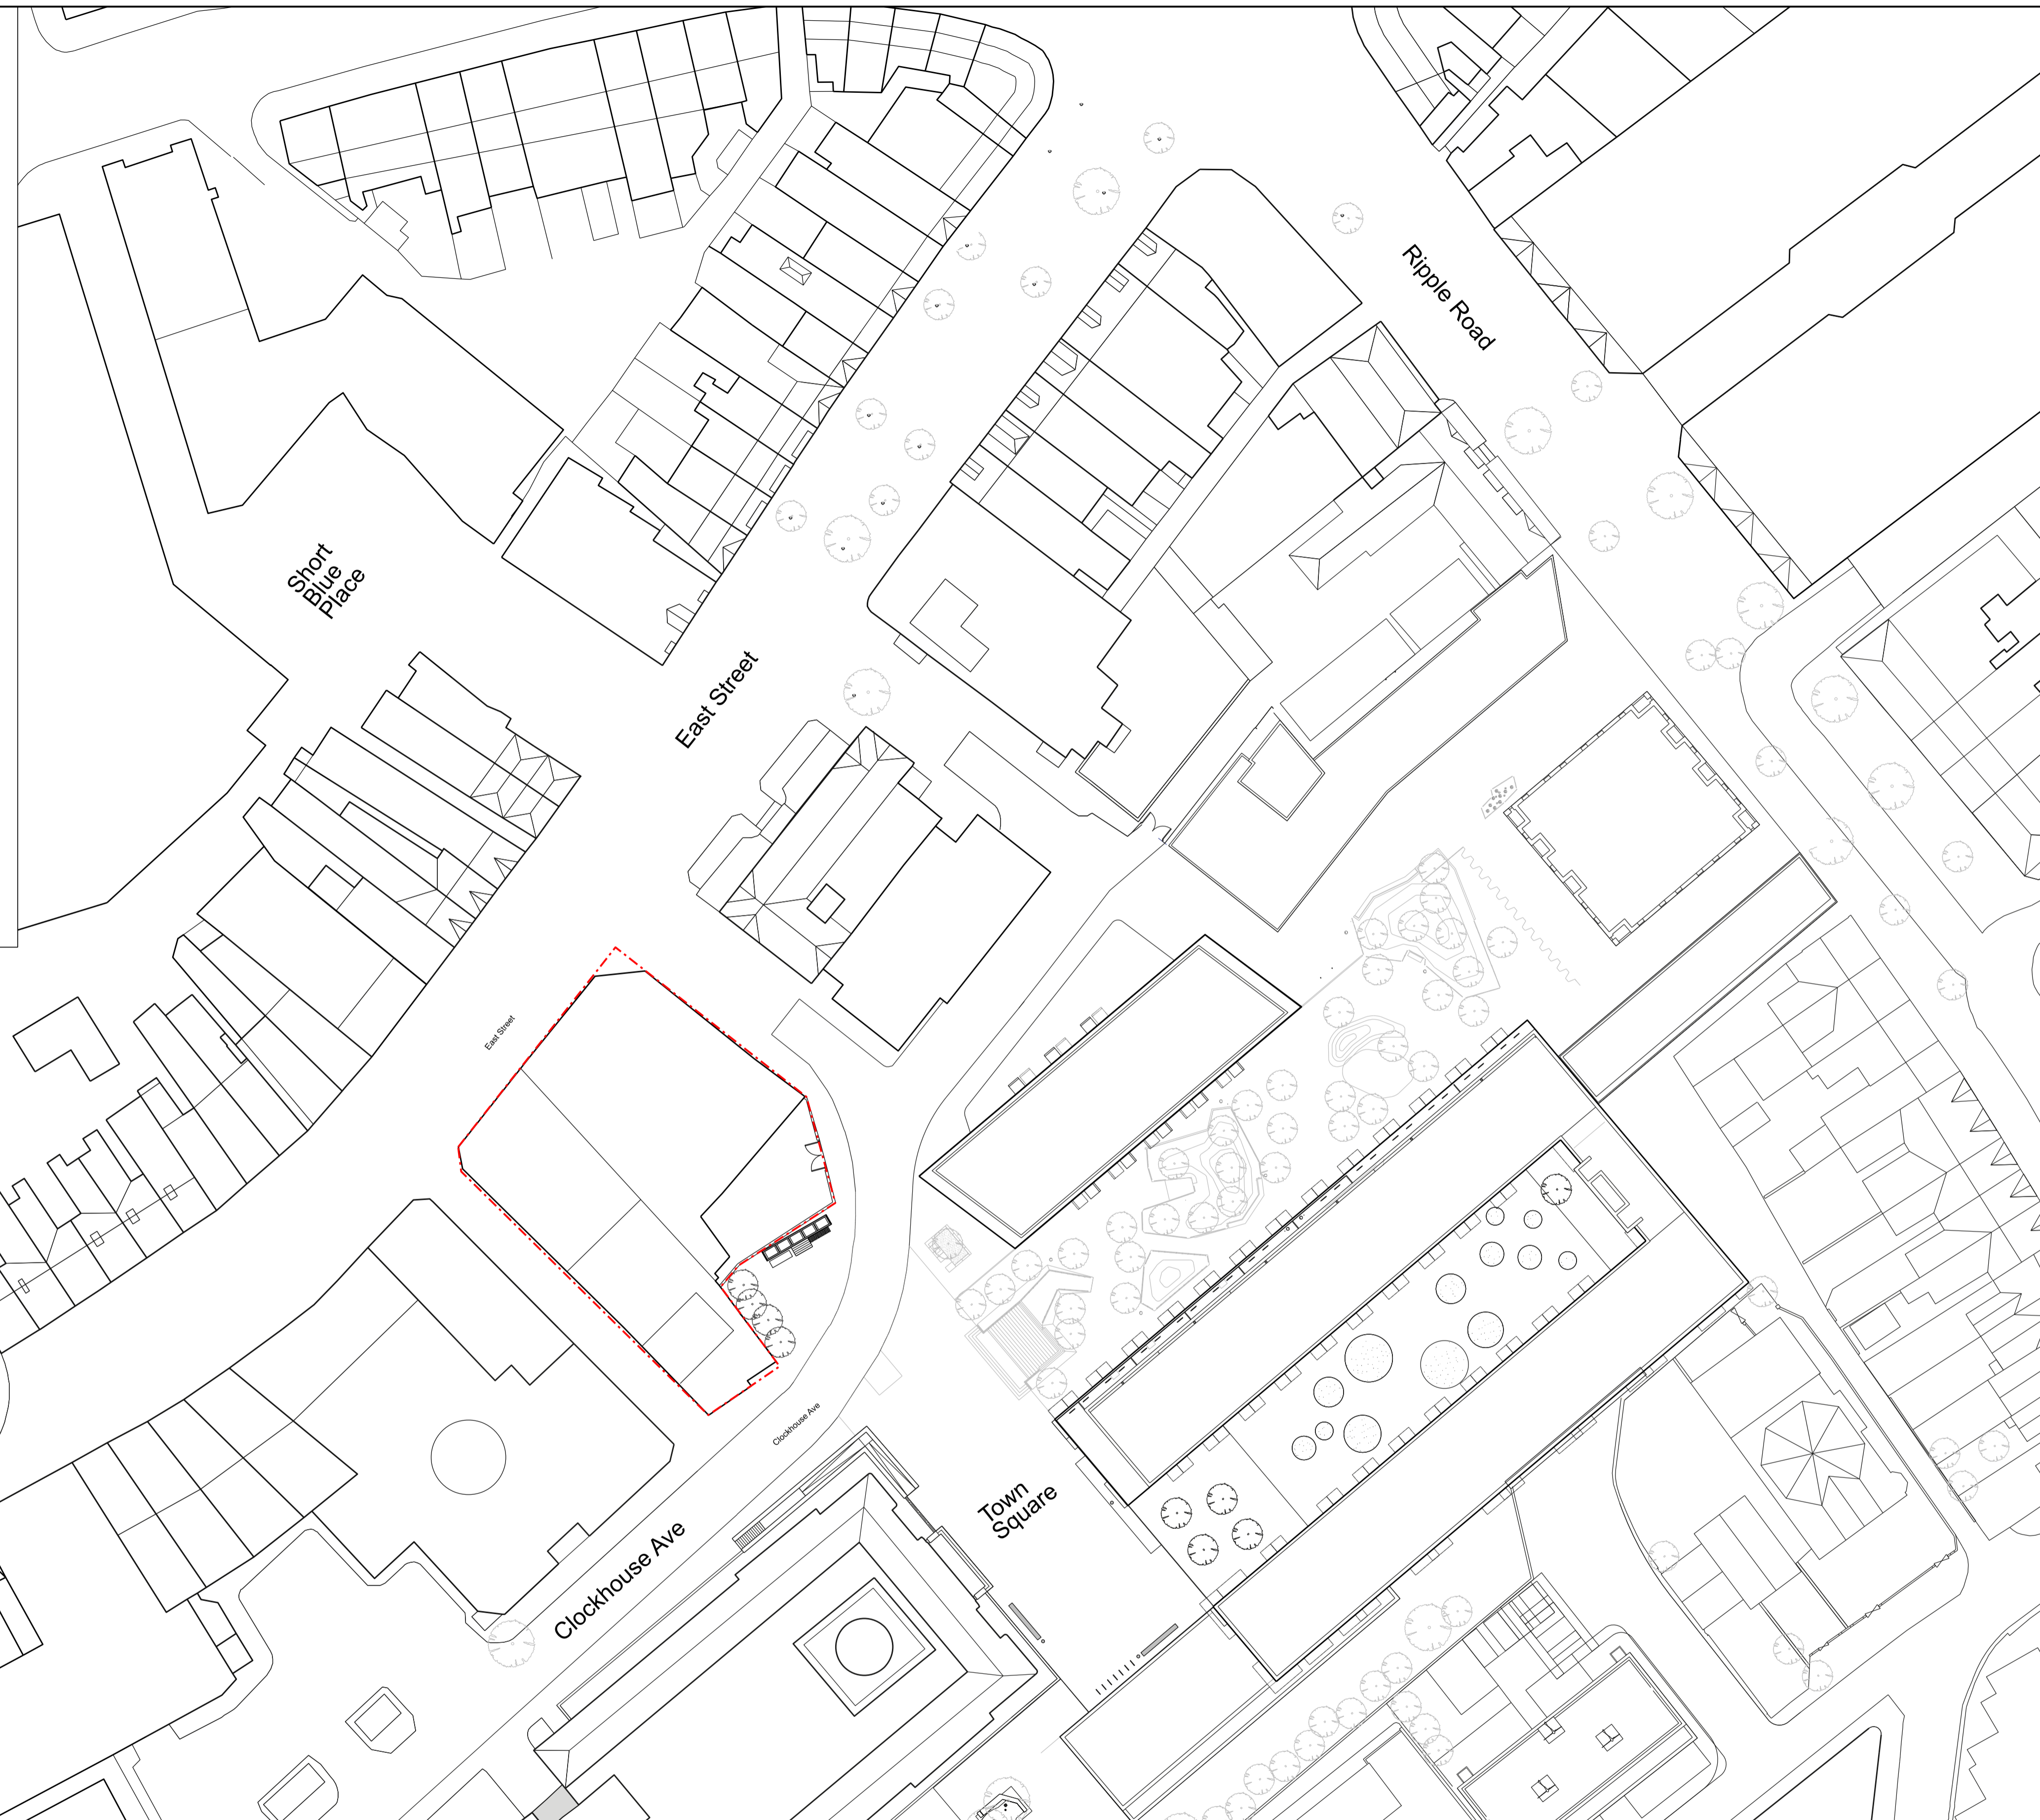 Ripple Road
Short
Blue
Place
East Street
East Street
Clockhouse Ave
Town
Square
Clockhouse Ave